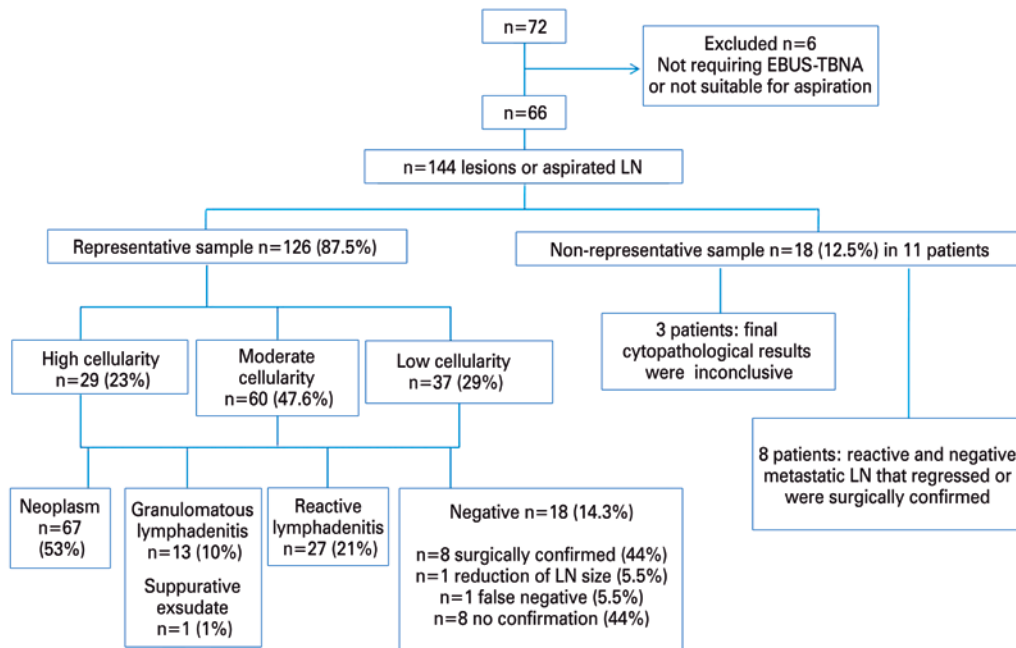 n=72
Excluded n=6
Not requiring EBUS-TBNA
or not suitable for aspiration
n=66
n=144 lesions or aspirated LN
Representative sample n=126 (87.5%)
Non-representative sample n=18 (12.5%) in 11 patients
High cellularity
n=29 (23%)
Moderate
cellularity
n=60 (47.6%)
Low cellularity
n=37 (29%)
3 patients: final
cytopathological results
were inconclusive
8 patients: reactive and negative
metastatic LN that regressed or
were surgically confirmed
Neoplasm
n=67
(53%)
Granulomatous
lymphadenitis
n=13 (10%)
Suppurative
exsudate
n=1 (1%)
Reactive
lymphadenitis
n=27 (21%)
Negative n=18 (14.3%)
n=8 surgically confirmed (44%)
n=1 reduction of LN size (5.5%)
n=1 false negative (5.5%)
n=8 no confirmation (44%)